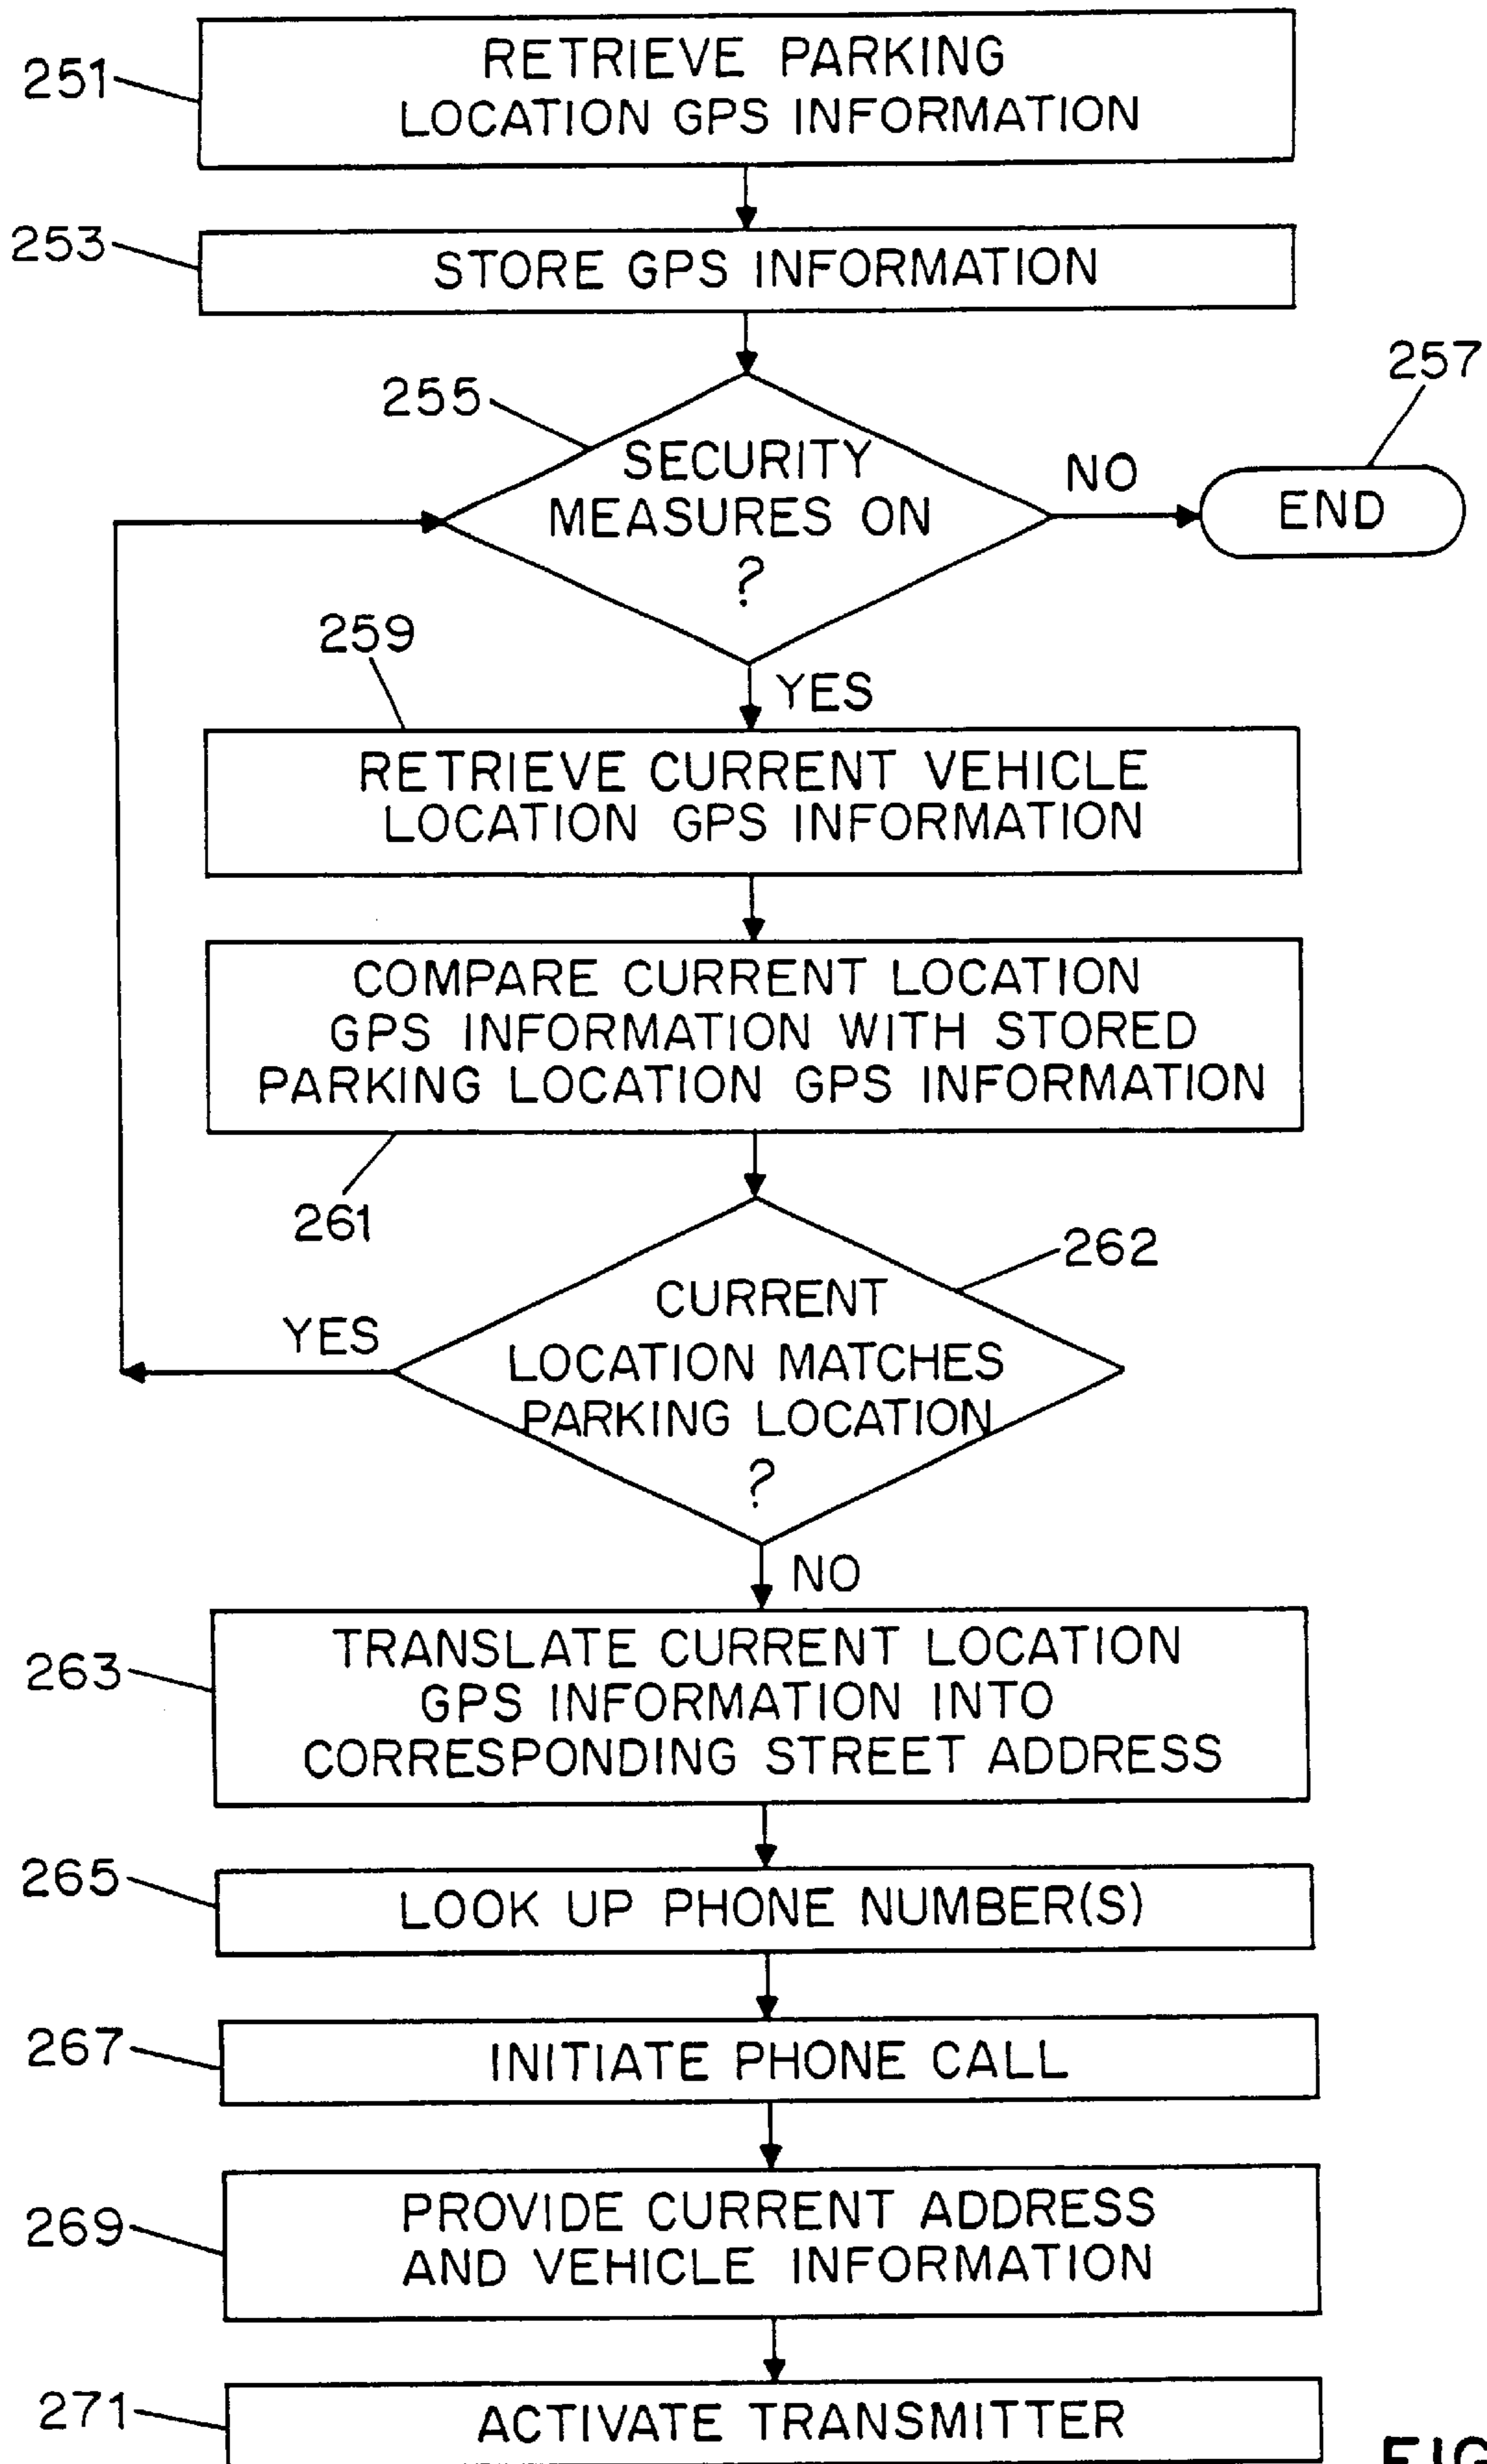 251
RETRIEVE PARKING
LOCATION GPS INFORMATION
253
STORE GPS INFORMATION
255
257
SECURITY
MEASURES ON
?
NO
END
259
YES
RETRIEVE CURRENT VEHICLE
LOCATION GPS INFORMATION
COMPARE CURRENT LOCATION
GPS INFORMATION WITH STORED
PARKING LOCATION GPS INFORMATION
261
262
CURRENT
LOCATION MATCHES
PARKING LOCATION
?
YES
NO
263
TRANSLATE CURRENT LOCATION
GPS INFORMATION INTO
CORRESPONDING STREET ADDRESS
265
LOOK UP PHONE NUMBER(S)
267
INITIATE PHONE CALL
269
PROVIDE CURRENT ADDRESS
AND VEHICLE INFORMATION
271
ACTIVATE TRANSMITTER